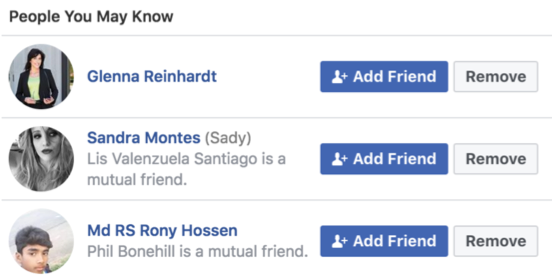 People You May Know
Glenna Reinhardt
Add Friend
Remove
Sandra Montes (Sady)
Lis Valenzuela Santiago is a
mutual friend.
Add Friend
Remove
Md RS Rony Hossen
Phil Bonehill is a mutual friend.
Add Friend
Remove